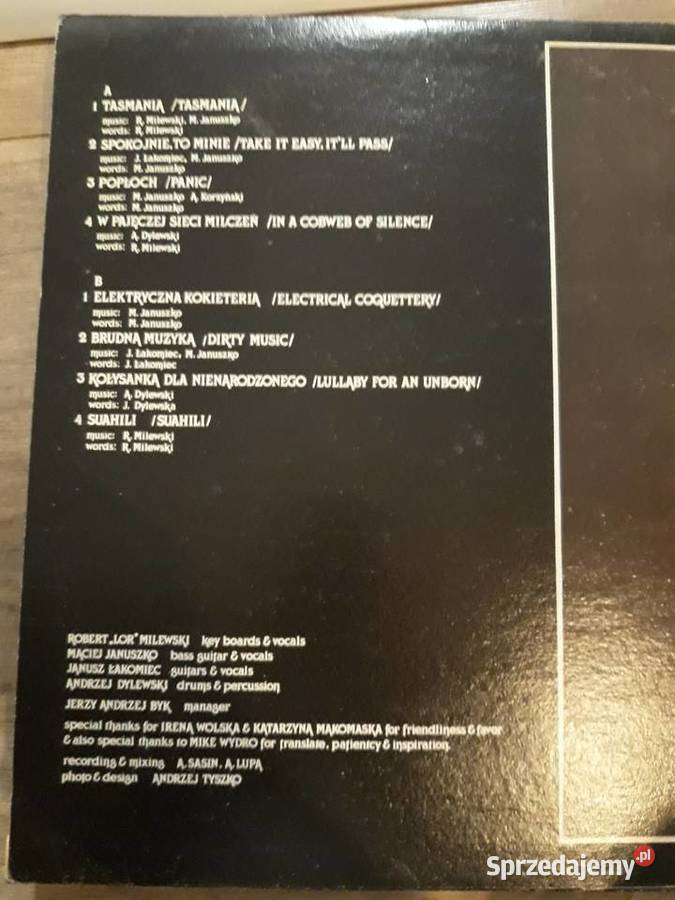 A
1 TASMANIA /TASMANIA/
music: R. Milewski, M. Januszko
words: R. Milewski
2 SPOKOJNIE, TO MINIE /TAKE IT EASY, IT'LL PASS/
music: J. Łakomiec, M. Januszko
words: M. Januszko
3 POPŁOCH /PANIC/
music: M. Januszko A. Korzyński
words: M. Januszko
4 W PAJĘCZEJ SIECI MILCZEŃ /IN A COBWEB OF SILENCE/
music: A. Dylewski
words: R. Milewski
B
1 ELEKTRYCZNA KOKIETERIA /ELECTRICAL COQUETTERY/
music: M. Januszko
words: M. Januszko
2 BRUDNA MUZYKA /DIRTY MUSIC/
music: J. Łakomiec, M. Januszko
words: J. Łakomiec
3 KOŁYSANKA DLA NIENARODZONEGO /LULLABY FOR AN UNBORN/
music: A. Dylewski
words: J. Dylewska
4 SUAHILI /SUAHILI/
music: R. Milewski
words: R. Milewski
ROBERT „LOR" MILEWSKI key boards & vocals
MACIEJ JANUSZKO bass guitar & vocals
JANUSZ ŁAKOMIEC guitars & vocals
ANDRZEJ DYLEWSKI drums & percussion
JERZY ANDRZEJ BYK manager
special thanks for IRENA WOLSKA & KATARZYNA MAKOMASKA for friendliness & favor
& also special thanks to MIKE WYDRO for translate, patientcy & inspiration.
recording & mixing A. SASIN, A. LUPA
photo & design ANDRZEJ TYSZKO
Sprzedajemy.pl